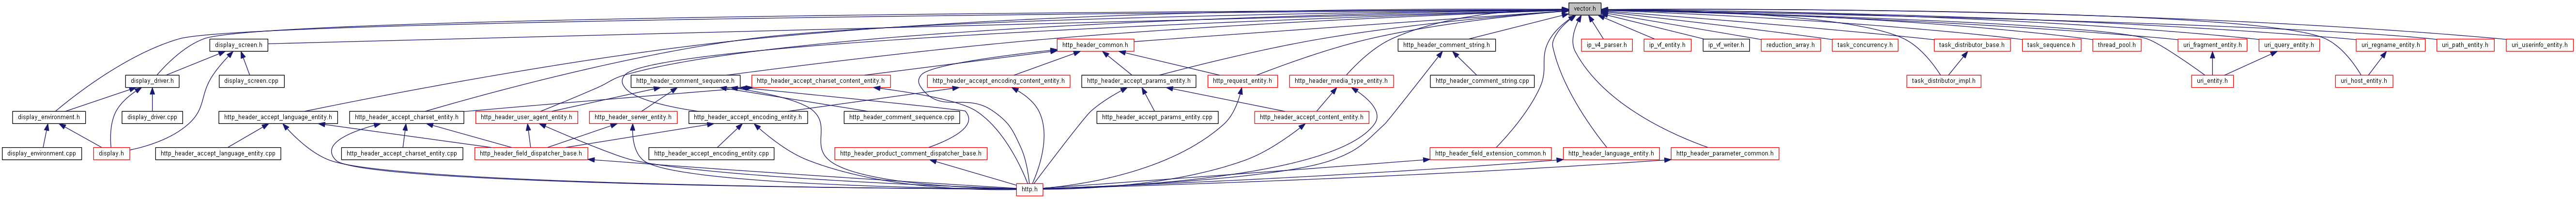 vector.h
display_screen.h
http_header_common.h
http_header_comment_string.h
ip_v4_parser.h
ip_vf_entity.h
ip_vf_writer.h
reduction_array.h
task_concurrency.h
task_distributor_base.h
task_sequence.h
thread_pool.h
uri_fragment_entity.h
uri_query_entity.h
uri_regname_entity.h
uri_path_entity.h
uri_userinfo_entity.h
display_driver.h
display_screen.cpp
http_header_comment_sequence.h
http_header_accept_charset_content_entity.h
http_header_accept_encoding_content_entity.h
http_header_accept_params_entity.h
http_request_entity.h
http_header_media_type_entity.h
http_header_comment_string.cpp
task_distributor_impl.h
uri_entity.h
uri_host_entity.h
display_environment.h
display_driver.cpp
http_header_accept_language_entity.h
http_header_accept_charset_entity.h
http_header_user_agent_entity.h
http_header_server_entity.h
http_header_accept_encoding_entity.h
http_header_comment_sequence.cpp
http_header_accept_params_entity.cpp
http_header_accept_content_entity.h
display_environment.cpp
display.h
http_header_accept_language_entity.cpp
http_header_accept_charset_entity.cpp
http_header_field_dispatcher_base.h
http_header_accept_encoding_entity.cpp
http_header_product_comment_dispatcher_base.h
http_header_field_extension_common.h
http_header_language_entity.h
http_header_parameter_common.h
http.h